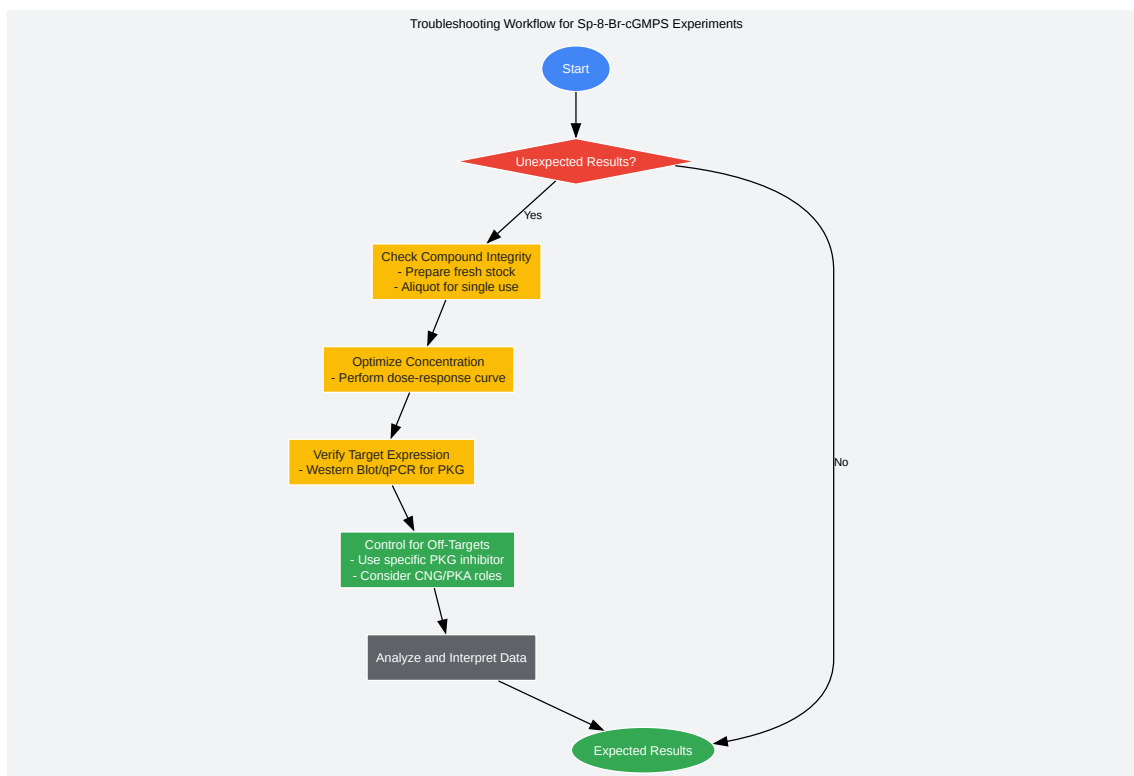 Troubleshooting Workflow for Sp-8-Br-cGMPS Experiments
Start
Unexpected Results?
Yes
Check Compound Integrity
- Prepare fresh stock
- Aliquot for single use
Optimize Concentration
- Perform dose-response curve
Verify Target Expression
- Western Blot/qPCR for PKG
No
Control for Off-Targets
- Use specific PKG inhibitor
- Consider CNG/PKA roles
Analyze and Interpret Data
Expected Results